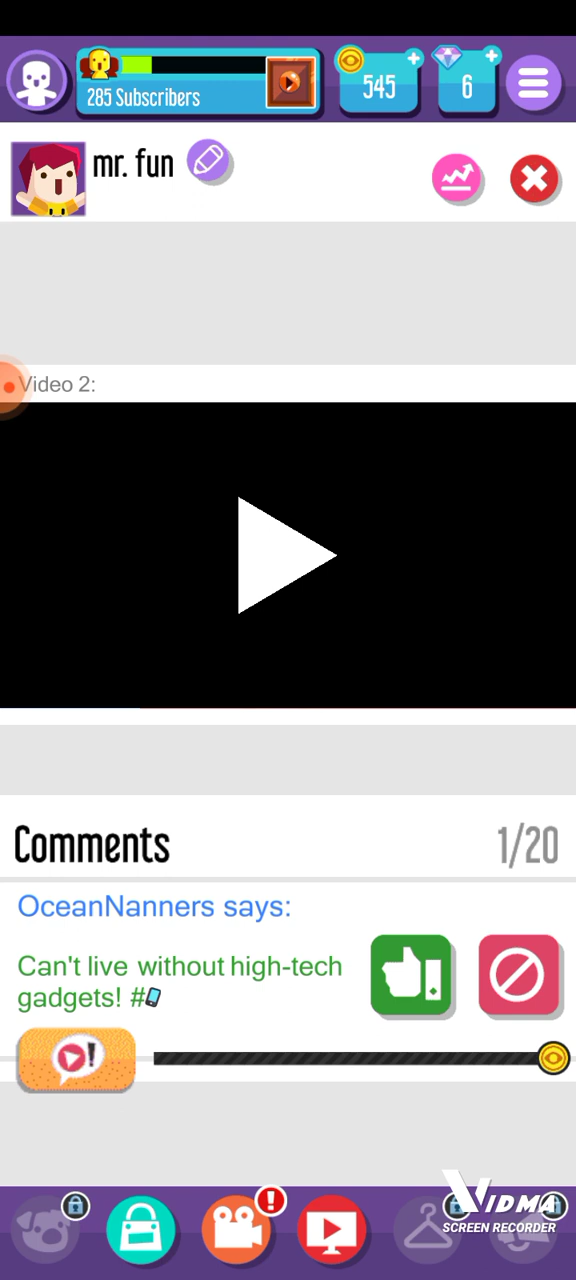 285 Subscribers
545
6
mr. fun
Video 2:
Comments
1/20
OceanNanners says:
Can't live without high-tech
gadgets! #📱
!
!
VIDMA
SCREEN RECORDER